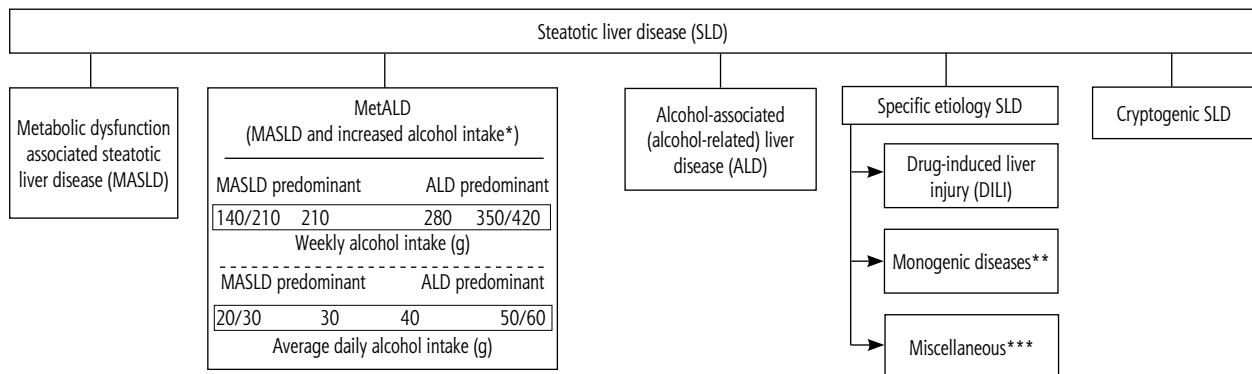 Steatotic liver disease (SLD)
Metabolic dysfunction
associated steatotic
liver disease (MASLD)
MetALD
(MASLD and increased alcohol intake*)
MASLD predominant ALD predominant
140/210 210 280 350/420
Weekly alcohol intake (g)
MASLD predominant ALD predominant
20/30 30 40 50/60
Average daily alcohol intake (g)
Alcohol-associated
(alcohol-related) liver
disease (ALD)
Specific etiology SLD
Drug-induced liver
injury (DILI)
Monogenic diseases**
Miscellaneous***
Cryptogenic SLD